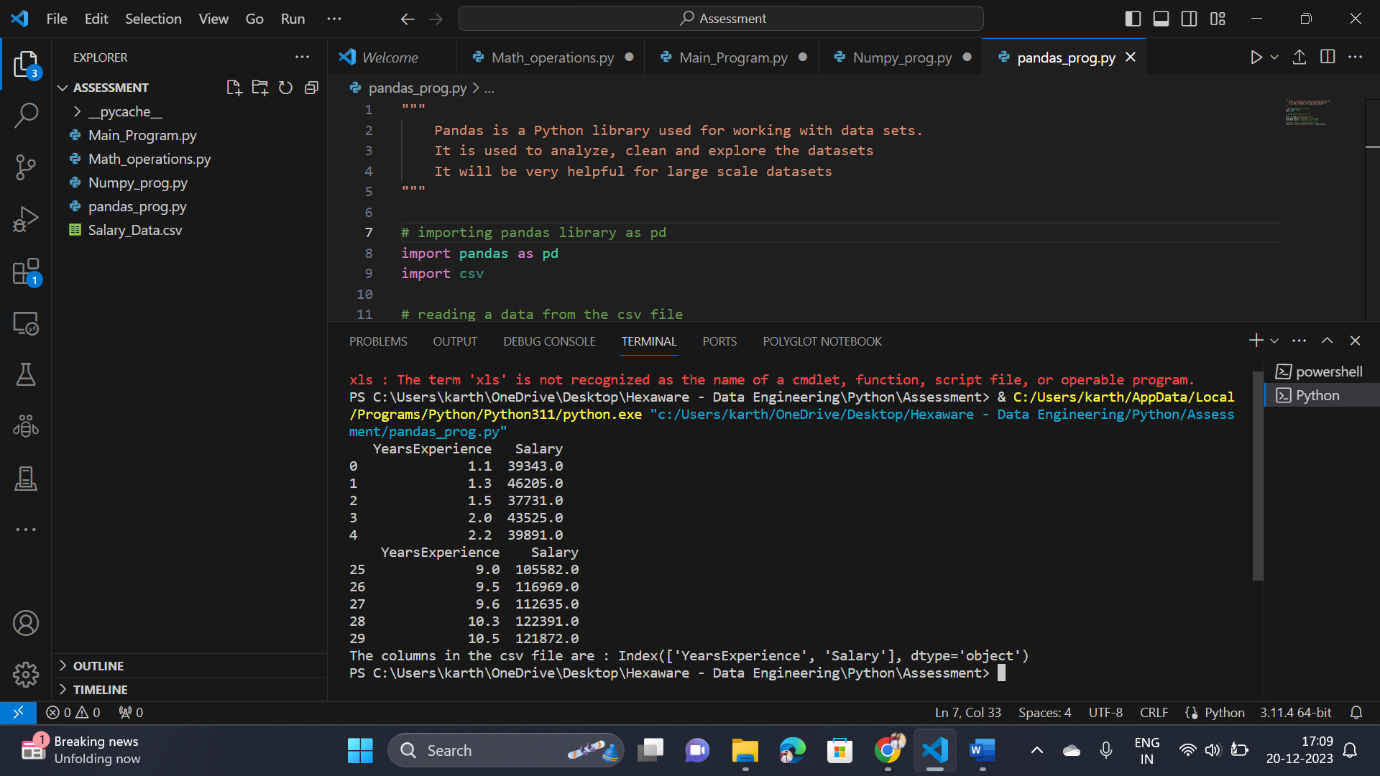 File Edit Selection View Go Run ··· Assessment
EXPLORER ···
ASSESSMENT
__pycache__
Main_Program.py
Math_operations.py
Numpy_prog.py
pandas_prog.py
Salary_Data.csv
OUTLINE
TIMELINE
3
1
Welcome Math_operations.py Main_Program.py Numpy_prog.py pandas_prog.py
pandas_prog.py > ...
1 """
2 Pandas is a Python library used for working with data sets.
3 It is used to analyze, clean and explore the datasets
4 It will be very helpful for large scale datasets
5 """
6
7 # importing pandas library as pd
8 import pandas as pd
9 import csv
10
11 # reading a data from the csv file
PROBLEMS OUTPUT DEBUG CONSOLE TERMINAL PORTS POLYGLOT NOTEBOOK
powershell
Python
xls : The term 'xls' is not recognized as the name of a cmdlet, function, script file, or operable program.
PS C:\Users\karth\OneDrive\Desktop\Hexaware - Data Engineering\Python\Assessment> & C:/Users/karth/AppData/Local
/Programs/Python/Python311/python.exe "c:/Users/karth/OneDrive/Desktop/Hexaware - Data Engineering/Python/Assess
ment/pandas_prog.py"
YearsExperience Salary
0 1.1 39343.0
1 1.3 46205.0
2 1.5 37731.0
3 2.0 43525.0
4 2.2 39891.0
YearsExperience Salary
25 9.0 105582.0
26 9.5 116969.0
27 9.6 112635.0
28 10.3 122391.0
29 10.5 121872.0
The columns in the csv file are : Index(['YearsExperience', 'Salary'], dtype='object')
PS C:\Users\karth\OneDrive\Desktop\Hexaware - Data Engineering\Python\Assessment>
0 0 0 Ln 7, Col 33 Spaces: 4 UTF-8 CRLF Python 3.11.4 64-bit
1 Breaking news
Unfolding now
Search
ENG
IN
17:09
20-12-2023